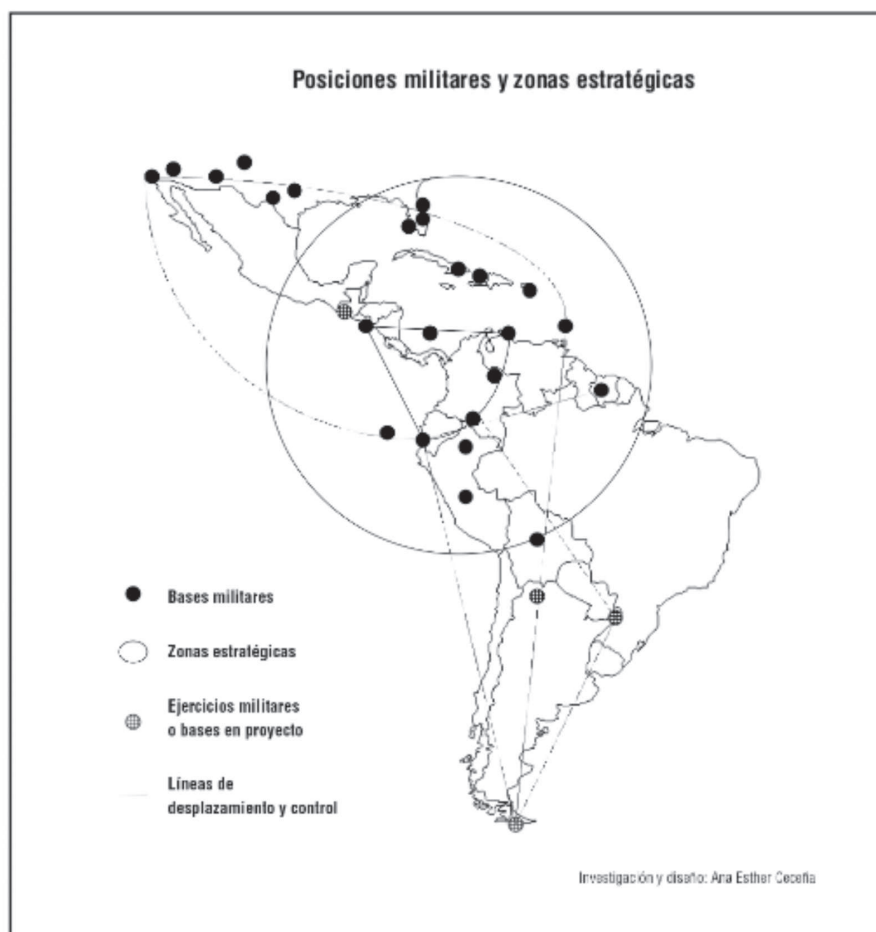 Posiciones militares y zonas estratégicas
Bases militares
Zonas estratégicas
Ejercicios militares
o bases en proyecto
Líneas de
desplazamiento y control
Investigación y diseño: Ana Esther Ceceña